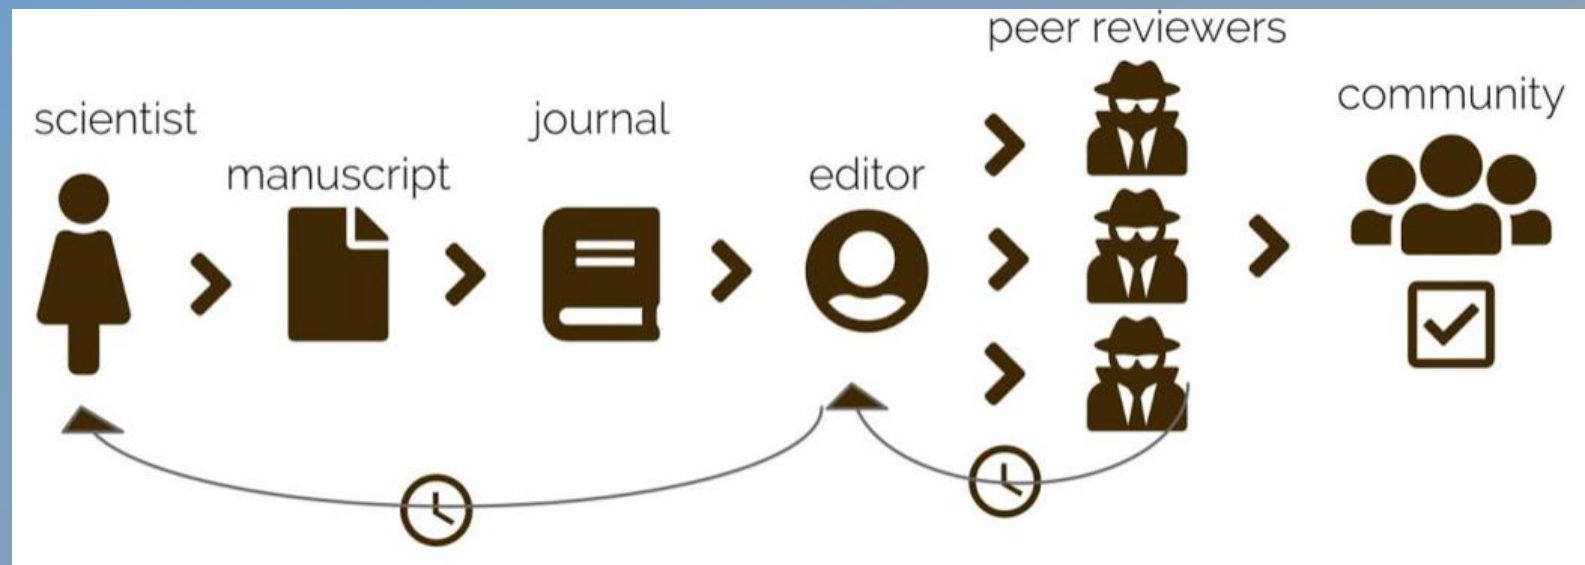 scientist
manuscript
journal
editor
peer reviewers
community